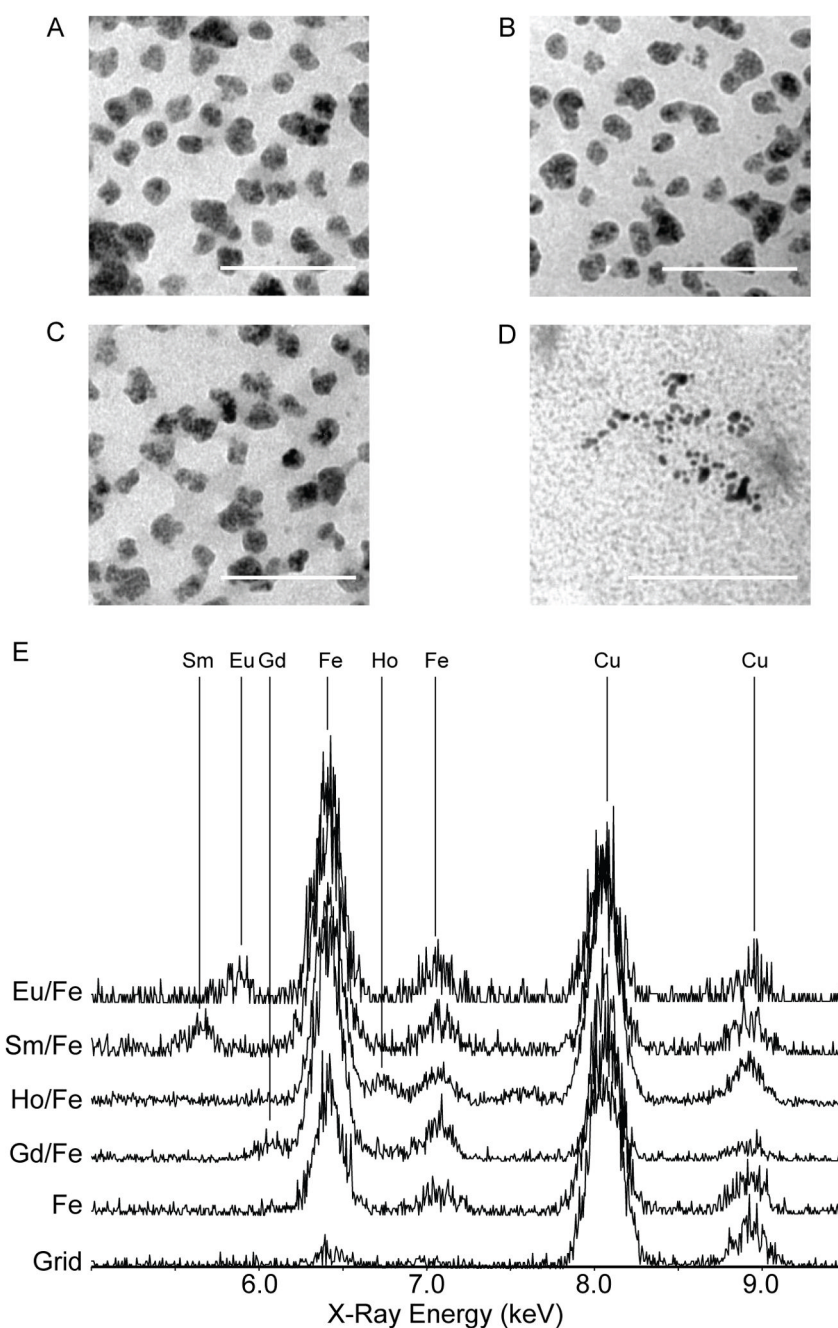 A
B
C
D
E
Sm Eu Gd Fe Ho Fe Cu Cu
Eu/Fe
Sm/Fe
Ho/Fe
Gd/Fe
Fe
Grid
6.0 7.0 8.0 9.0
X-Ray Energy (keV)